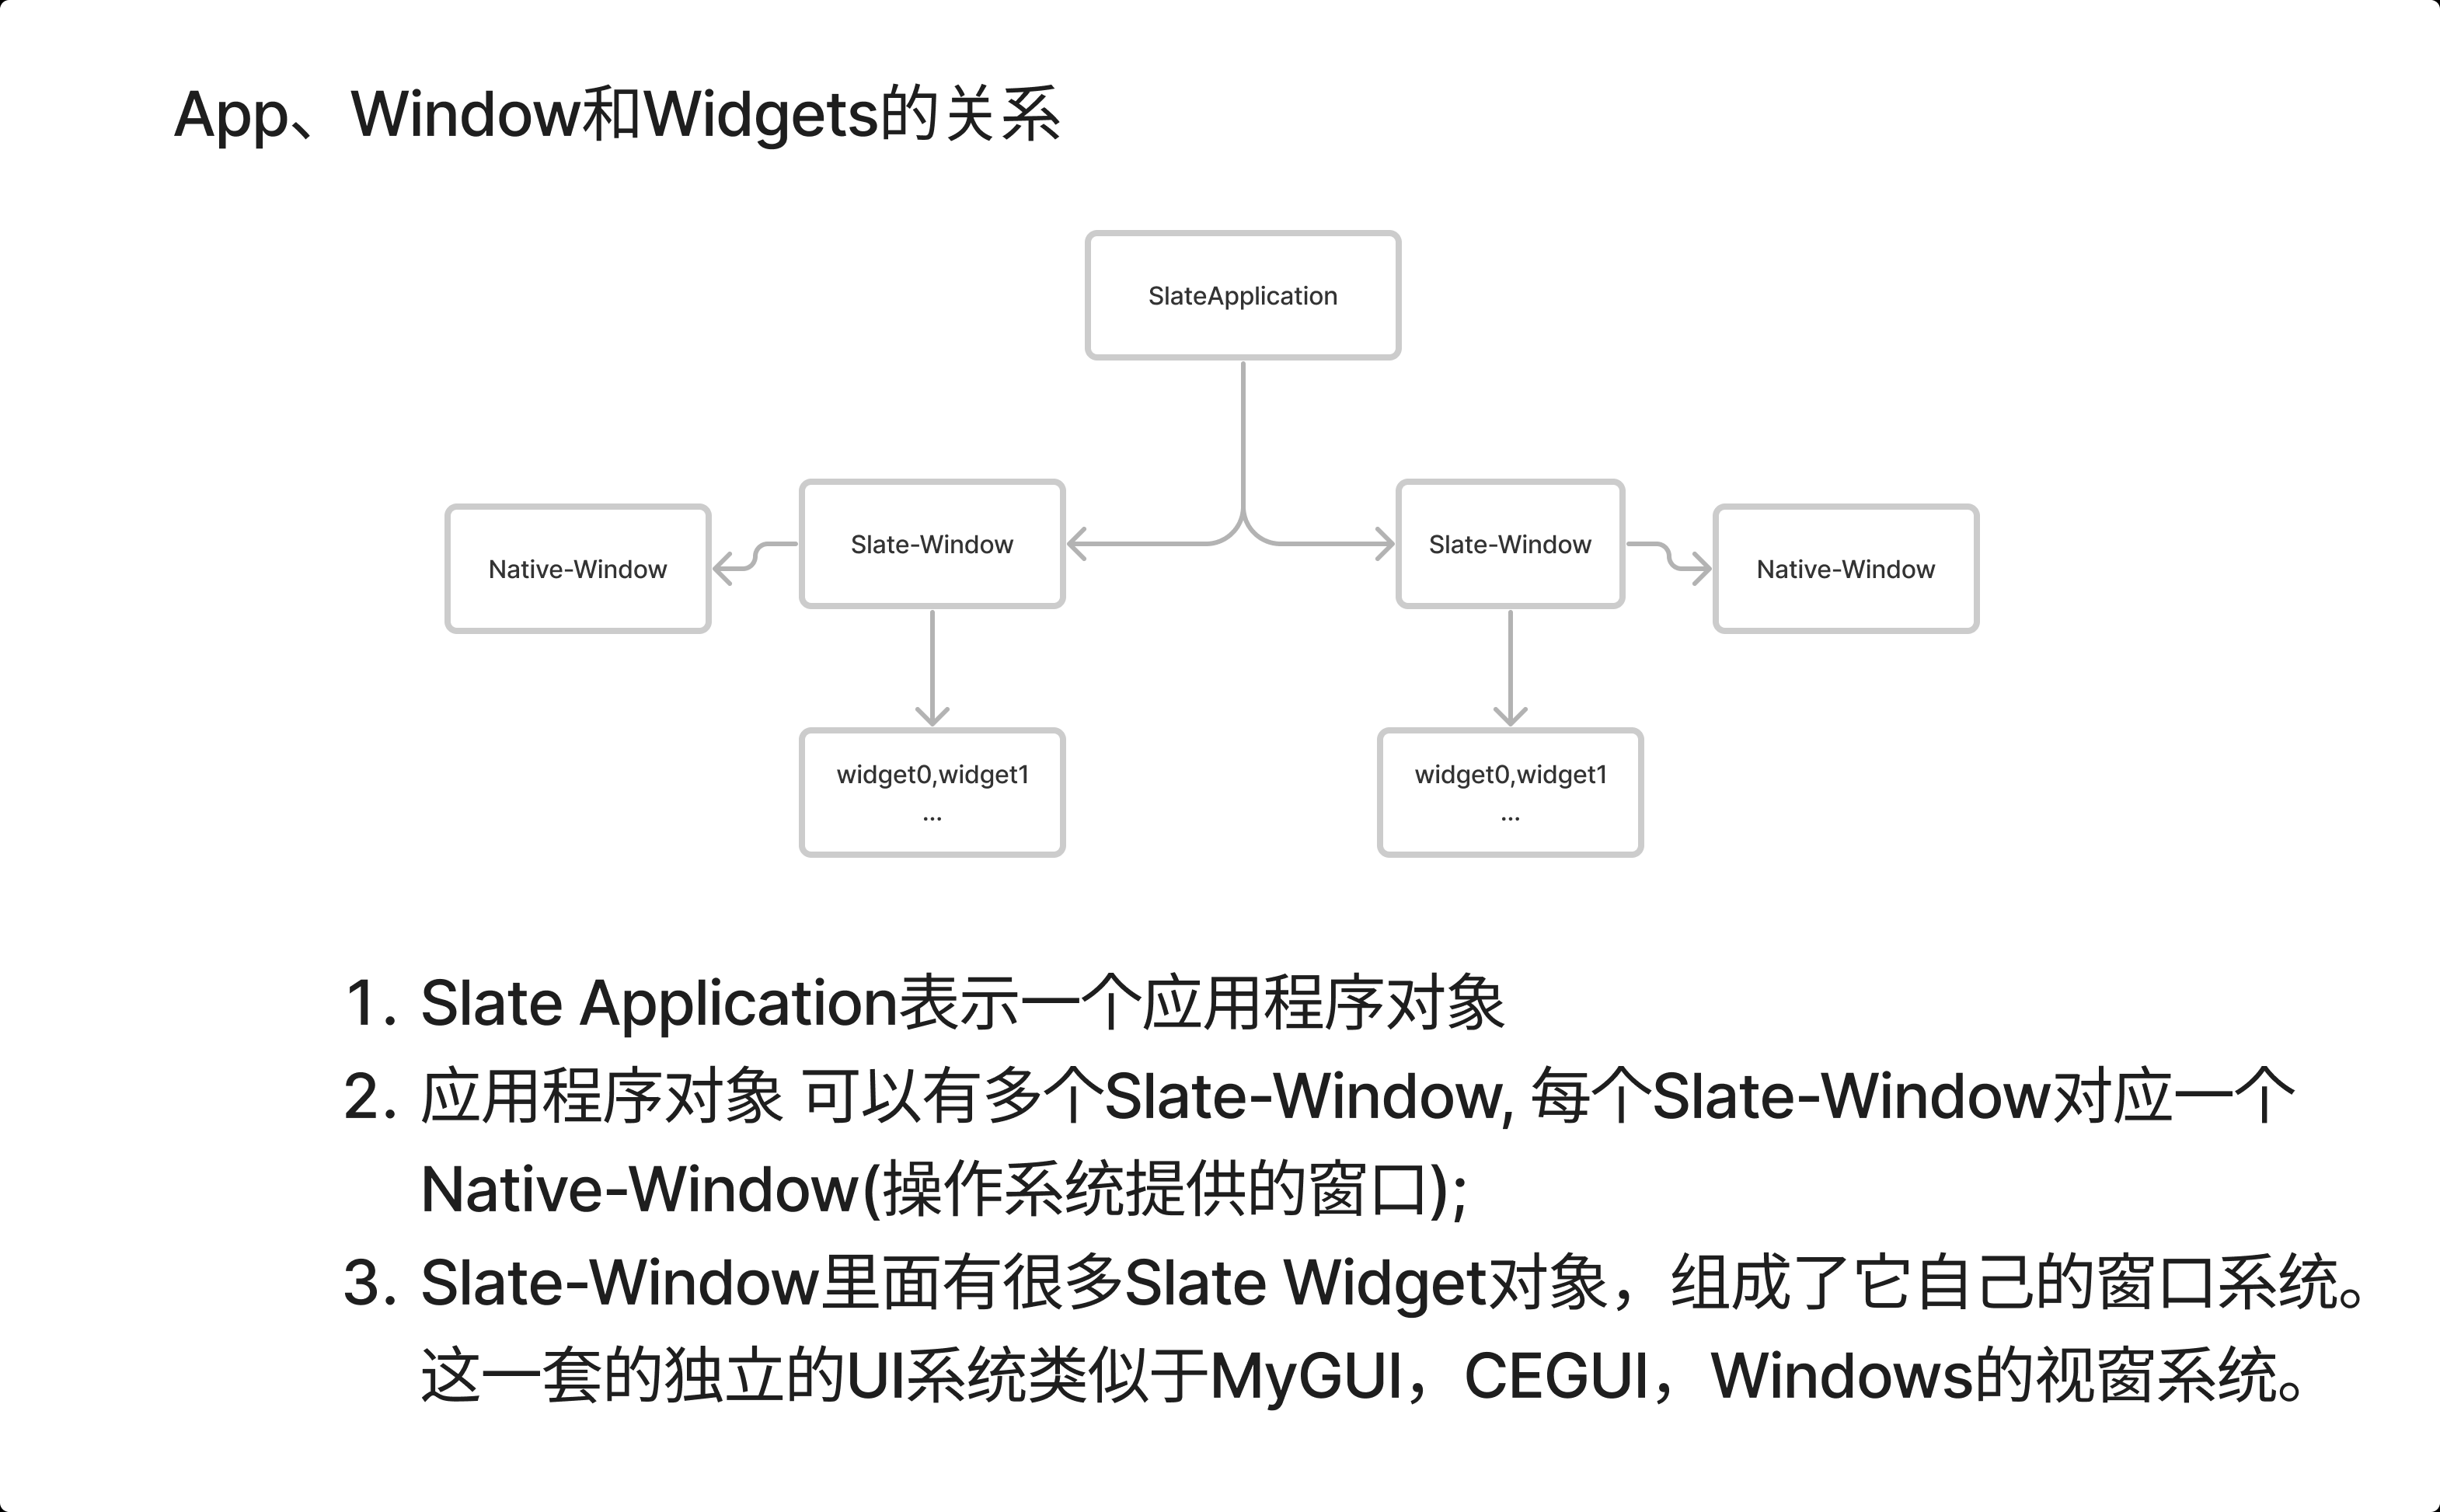 App、 Window和Widgets的关系
SlateApplication
Native-Window
Slate-Window
Slate-Window
Native-Window
widget0,widget1
...
widget0,widget1
...
1. Slate Application表示一个应用程序对象
2. 应用程序对象 可以有多个Slate-Window, 每个Slate-Window对应一个
Native-Window(操作系统提供的窗口);
3. Slate-Window里面有很多Slate Widget对象， 组成了它自己的窗口系统。
这一套的独立的UI系统类似于MyGUI， CEGUI，Windows的视窗系统。